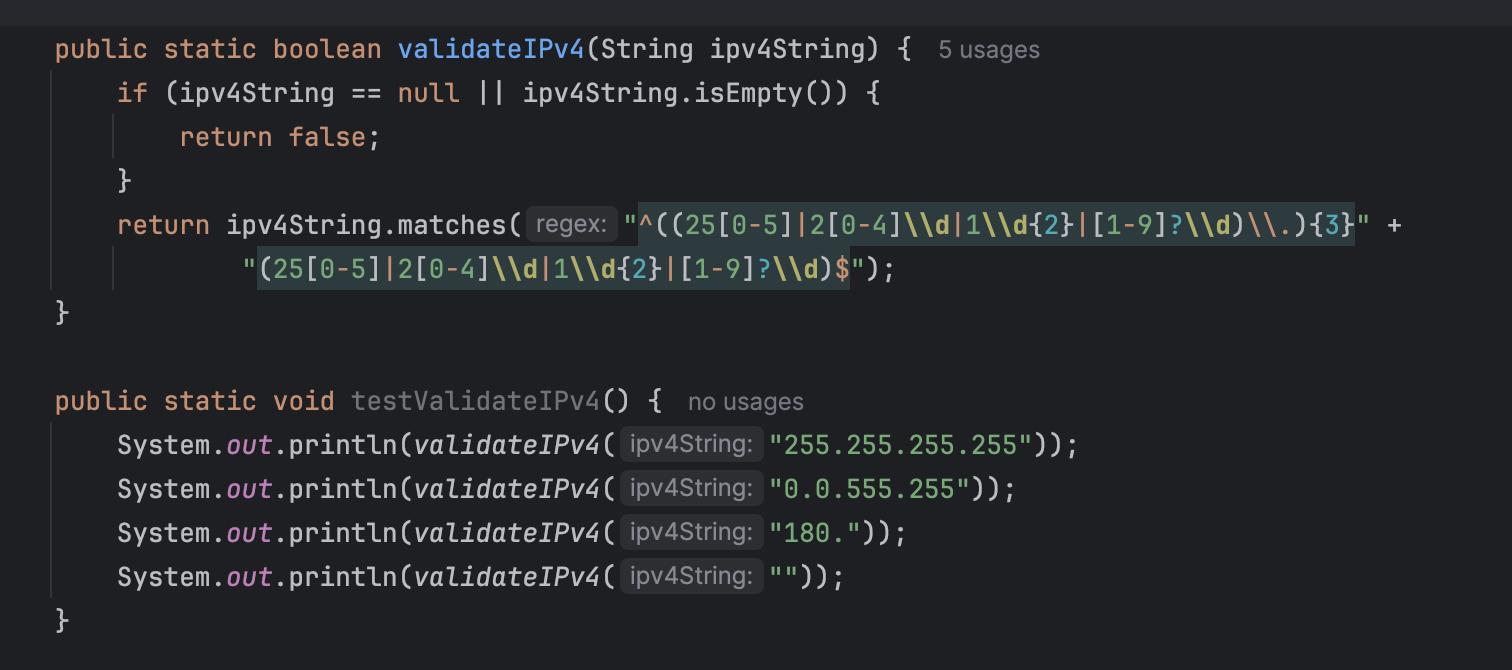 public static boolean validateIPv4(String ipv4String) { 5 usages
if (ipv4String == null || ipv4String.isEmpty()) {
return false;
}
return ipv4String.matches( regex: "^((25[0-5]|2[0-4]\\d|1\\d{2}|[1-9]?\\d)\\.){3}" +
"(25[0-5]|2[0-4]\\d|1\\d{2}|[1-9]?\\d)$");
}
public static void testValidateIPv4() { no usages
System.out.println(validateIPv4( ipv4String: "255.255.255.255"));
System.out.println(validateIPv4( ipv4String: "0.0.555.255"));
System.out.println(validateIPv4( ipv4String: "180."));
System.out.println(validateIPv4( ipv4String: ""));
}